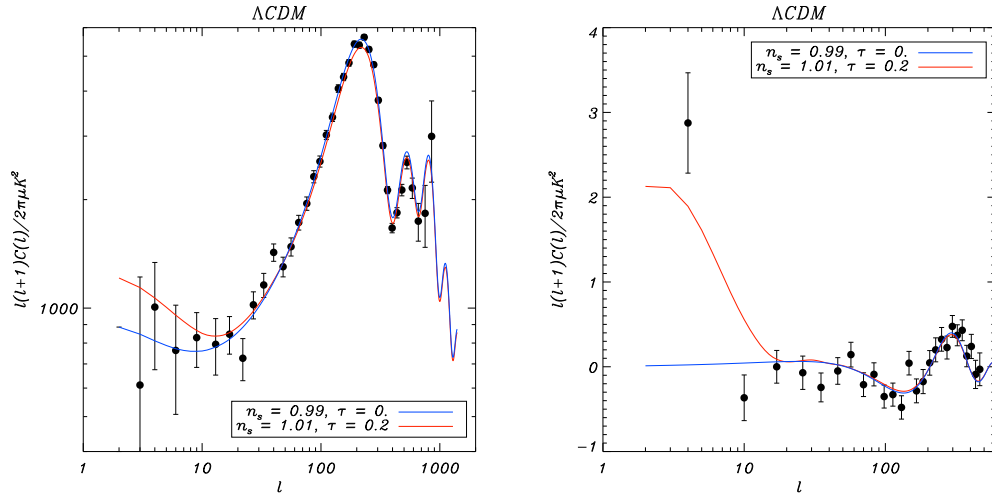 ΛCDM
l(l+1)C(l)/2πμK²
1000
n_s = 0.99, τ = 0.
n_s = 1.01, τ = 0.2
1 10 100 1000
l
ΛCDM
l(l+1)C(l)/2πμK²
4
3
2
1
0
−1
n_s = 0.99, τ = 0.
n_s = 1.01, τ = 0.2
1 10 100
l